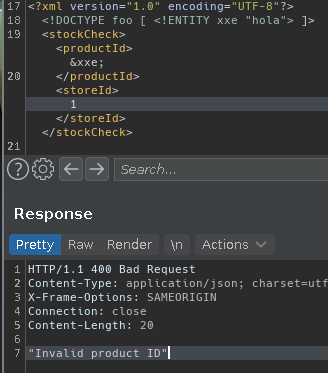 17 <?xml version="1.0" encoding="UTF-8"?>
18 <!DOCTYPE foo [ <!ENTITY xxe "hola"> ]>
19 <stockCheck>
<productId>
&xxe;
20 </productId>
<storeId>
1
</storeId>
</stockCheck>
21
Search...
Response
Pretty Raw Render \n Actions
1 HTTP/1.1 400 Bad Request
2 Content-Type: application/json; charset=utf
3 X-Frame-Options: SAMEORIGIN
4 Connection: close
5 Content-Length: 20
6
7 "Invalid product ID"